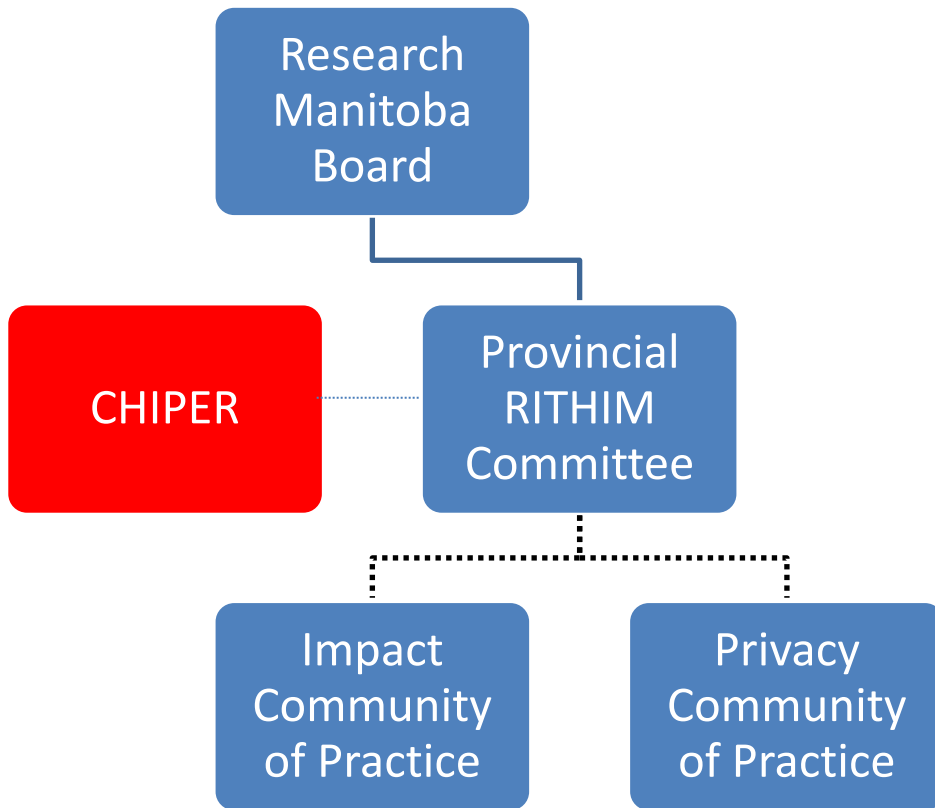 Research
Manitoba
Board
CHIPER
Provincial
RITHIM
Committee
Impact
Community
of Practice
Privacy
Community
of Practice